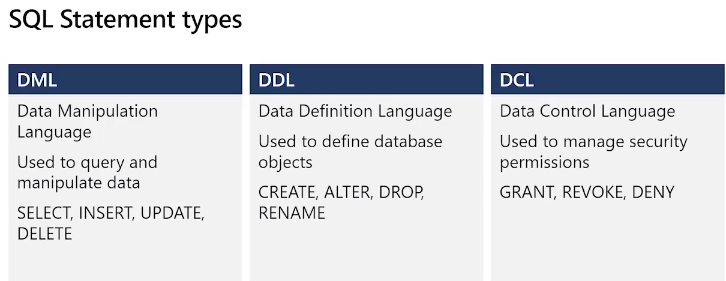 SQL Statement types
DML
Data Manipulation
Language
Used to query and
manipulate data
SELECT, INSERT, UPDATE,
DELETE
DDL
Data Definition Language
Used to define database
objects
CREATE, ALTER, DROP,
RENAME
DCL
Data Control Language
Used to manage security
permissions
GRANT, REVOKE, DENY